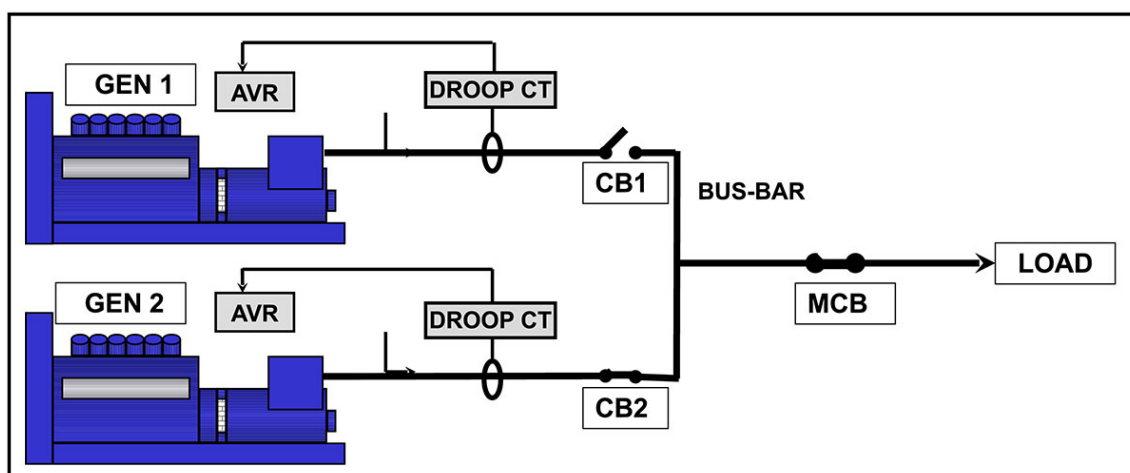 GEN 1
AVR
DROOP CT
CB1
BUS-BAR
LOAD
MCB
GEN 2
AVR
DROOP CT
CB2